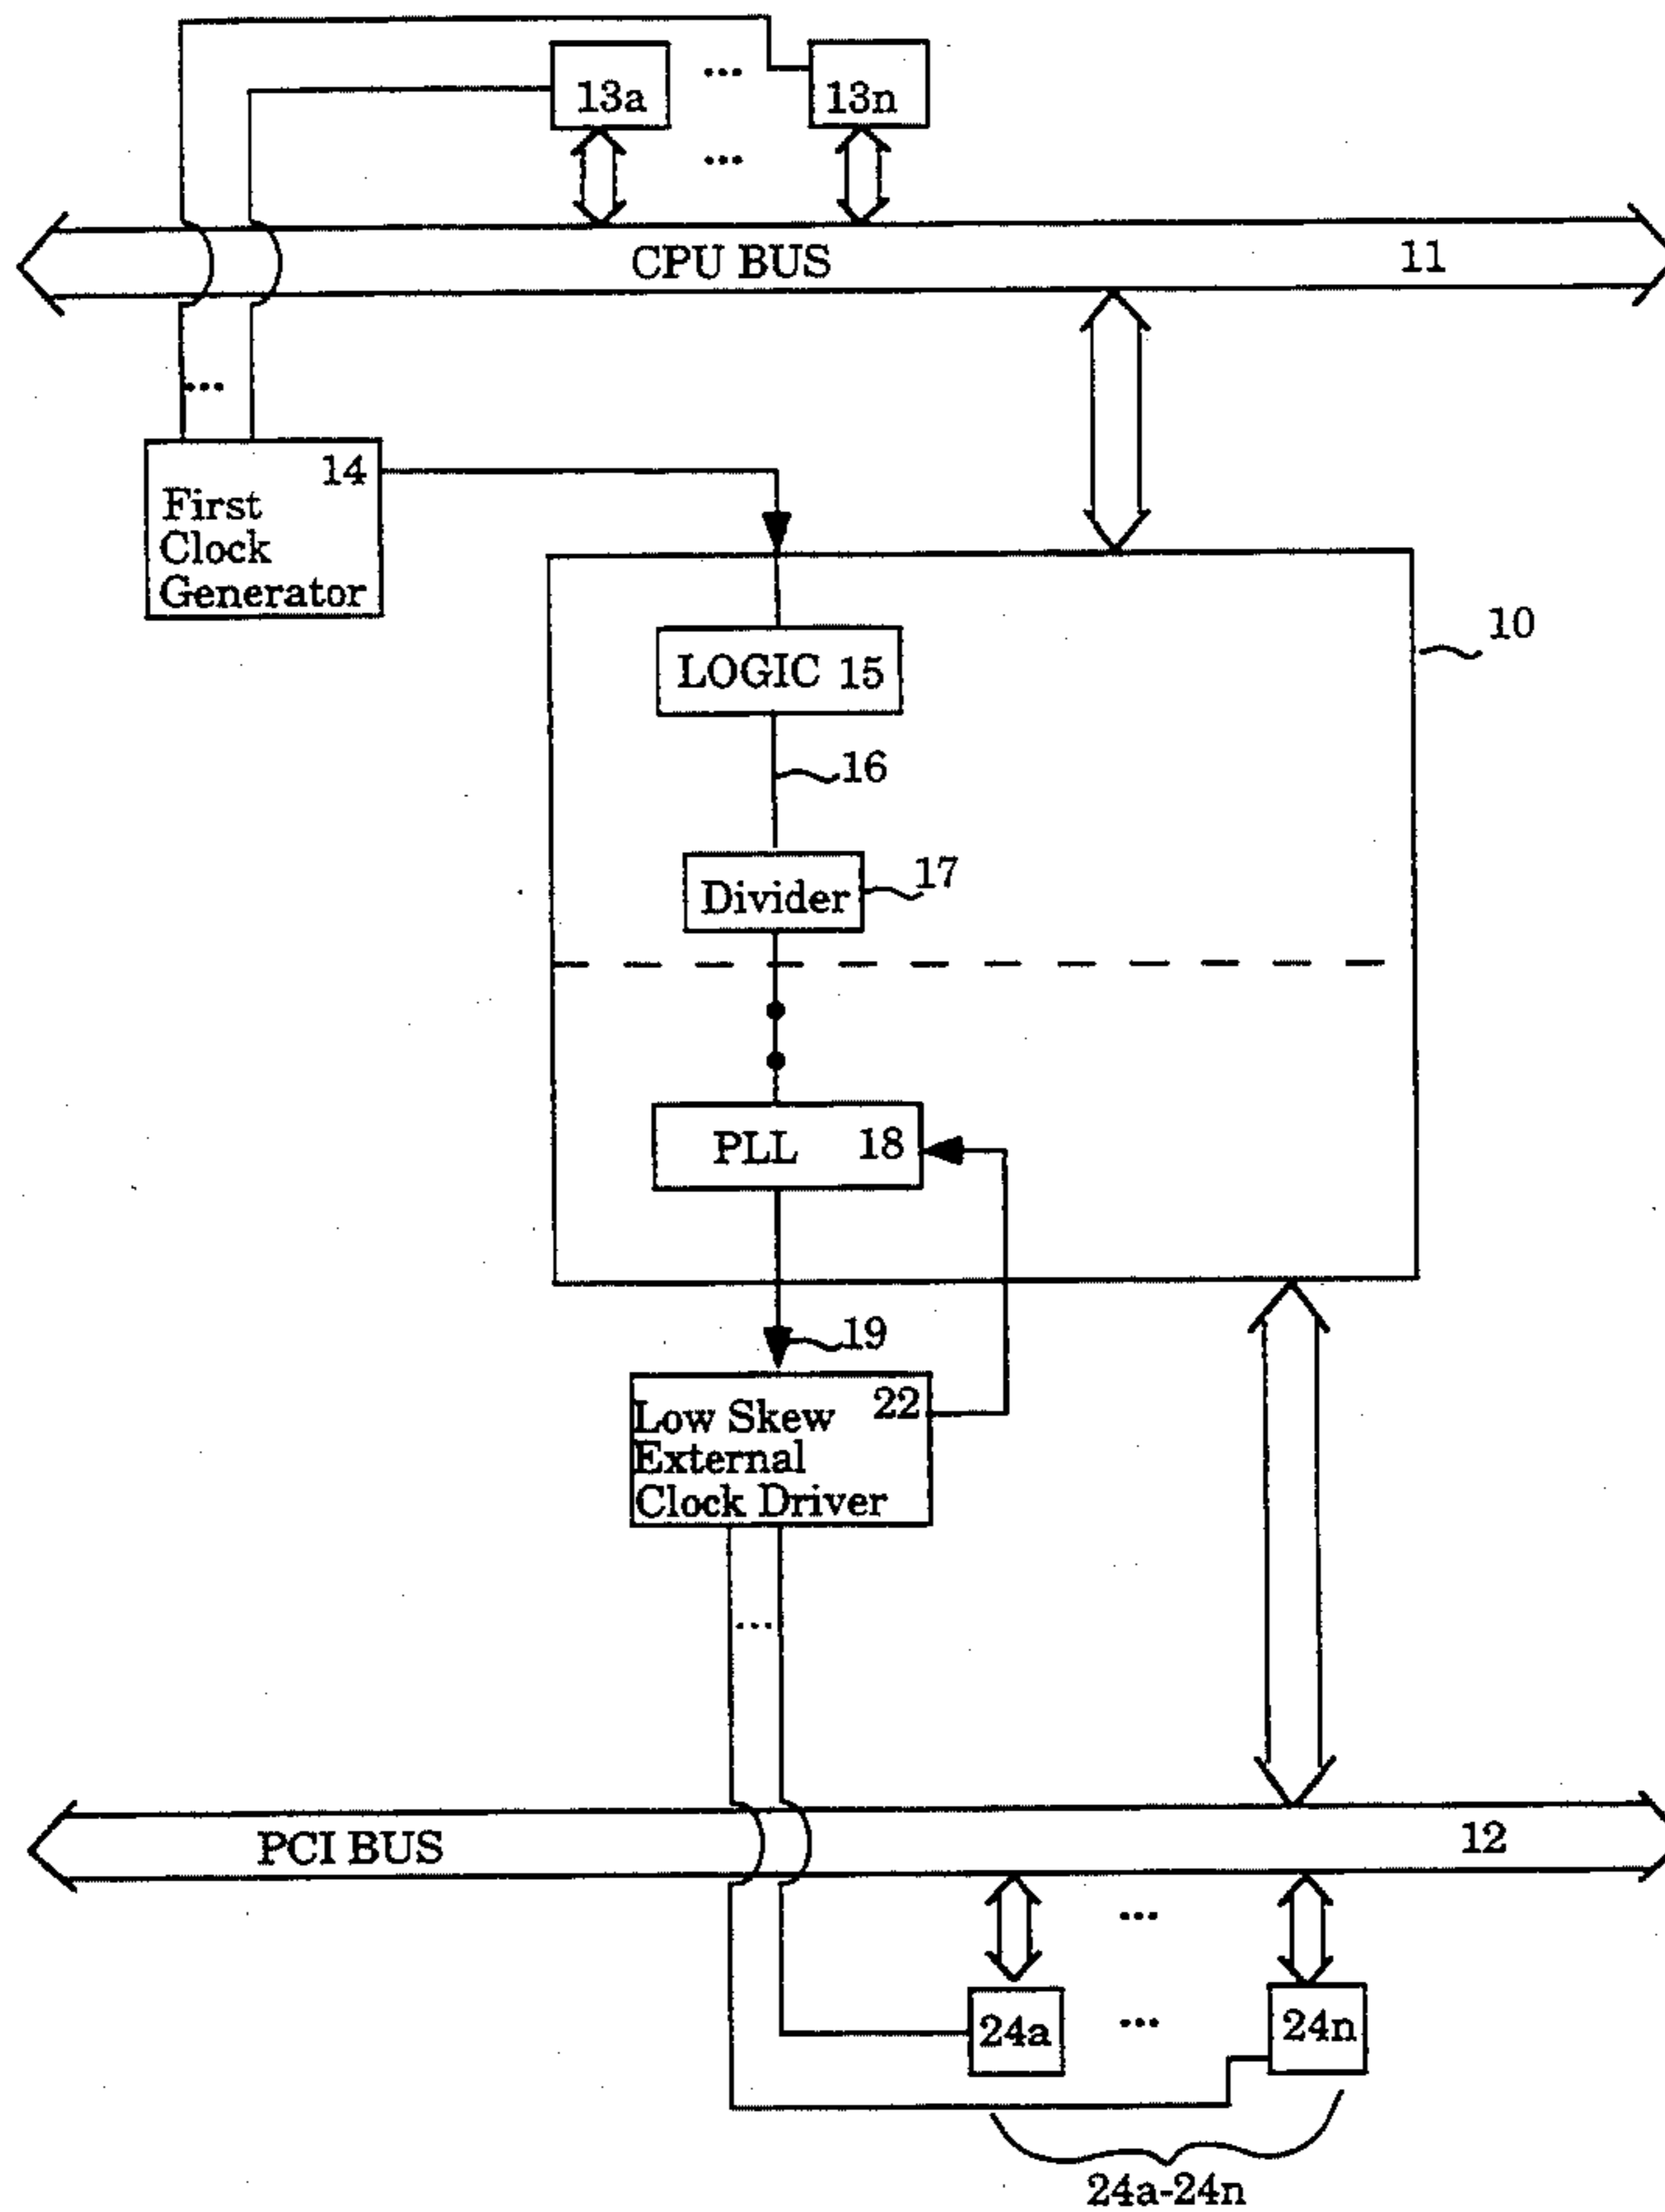 13a
...
13n
...
CPU BUS
11
...
14
First
Clock
Generator
10
LOGIC 15
16
Divider
17
PLL 18
19
22
Low Skew
External
Clock Driver
...
PCI BUS
12
...
24a
...
24n
24a-24n